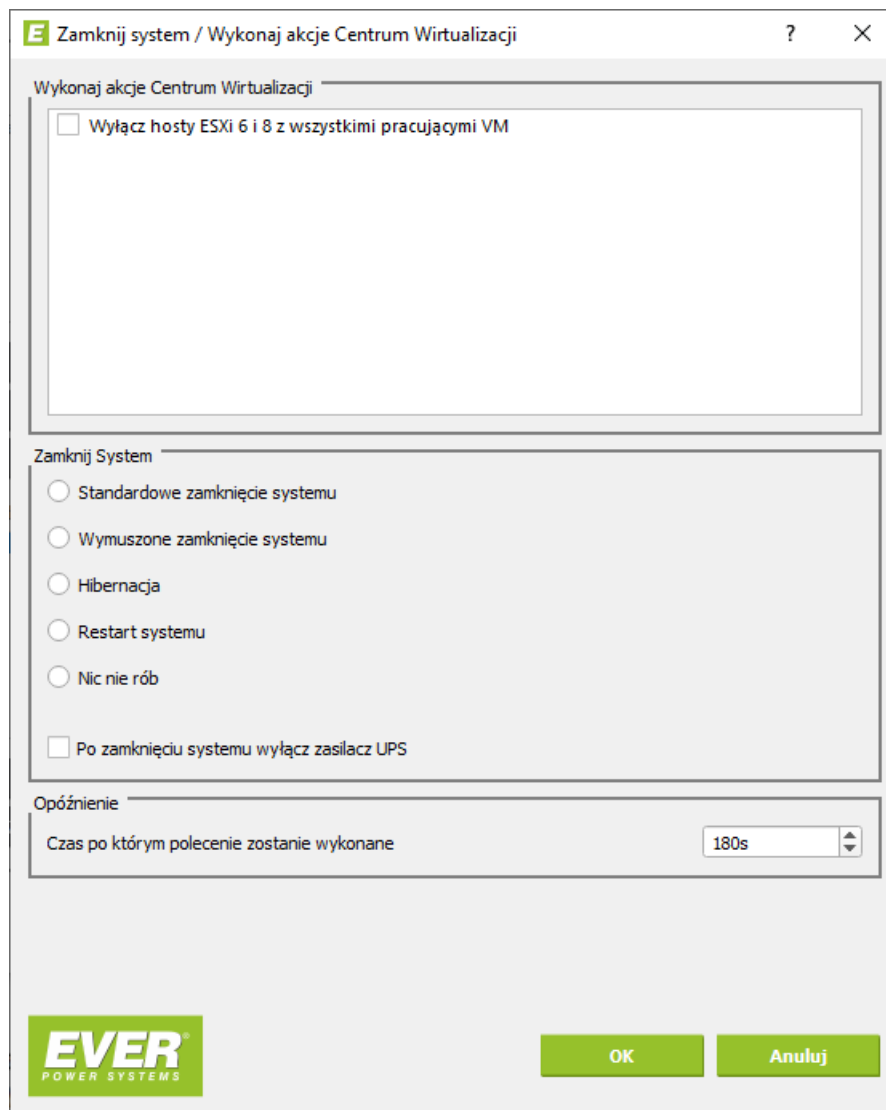 E Zamknij system / Wykonaj akcje Centrum Wirtualizacji ?
Wykonaj akcje Centrum Wirtualizacji
Wyłącz hosty ESXi 6 i 8 z wszystkimi pracującymi VM
Zamknij System
Standardowe zamknięcie systemu
Wymuszone zamknięcie systemu
Hibernacja
Restart systemu
Nic nie rób
Po zamknięciu systemu wyłącz zasilacz UPS
Opóźnienie
Czas po którym polecenie zostanie wykonane 180s
EVER®
POWER SYSTEMS
OK Anuluj